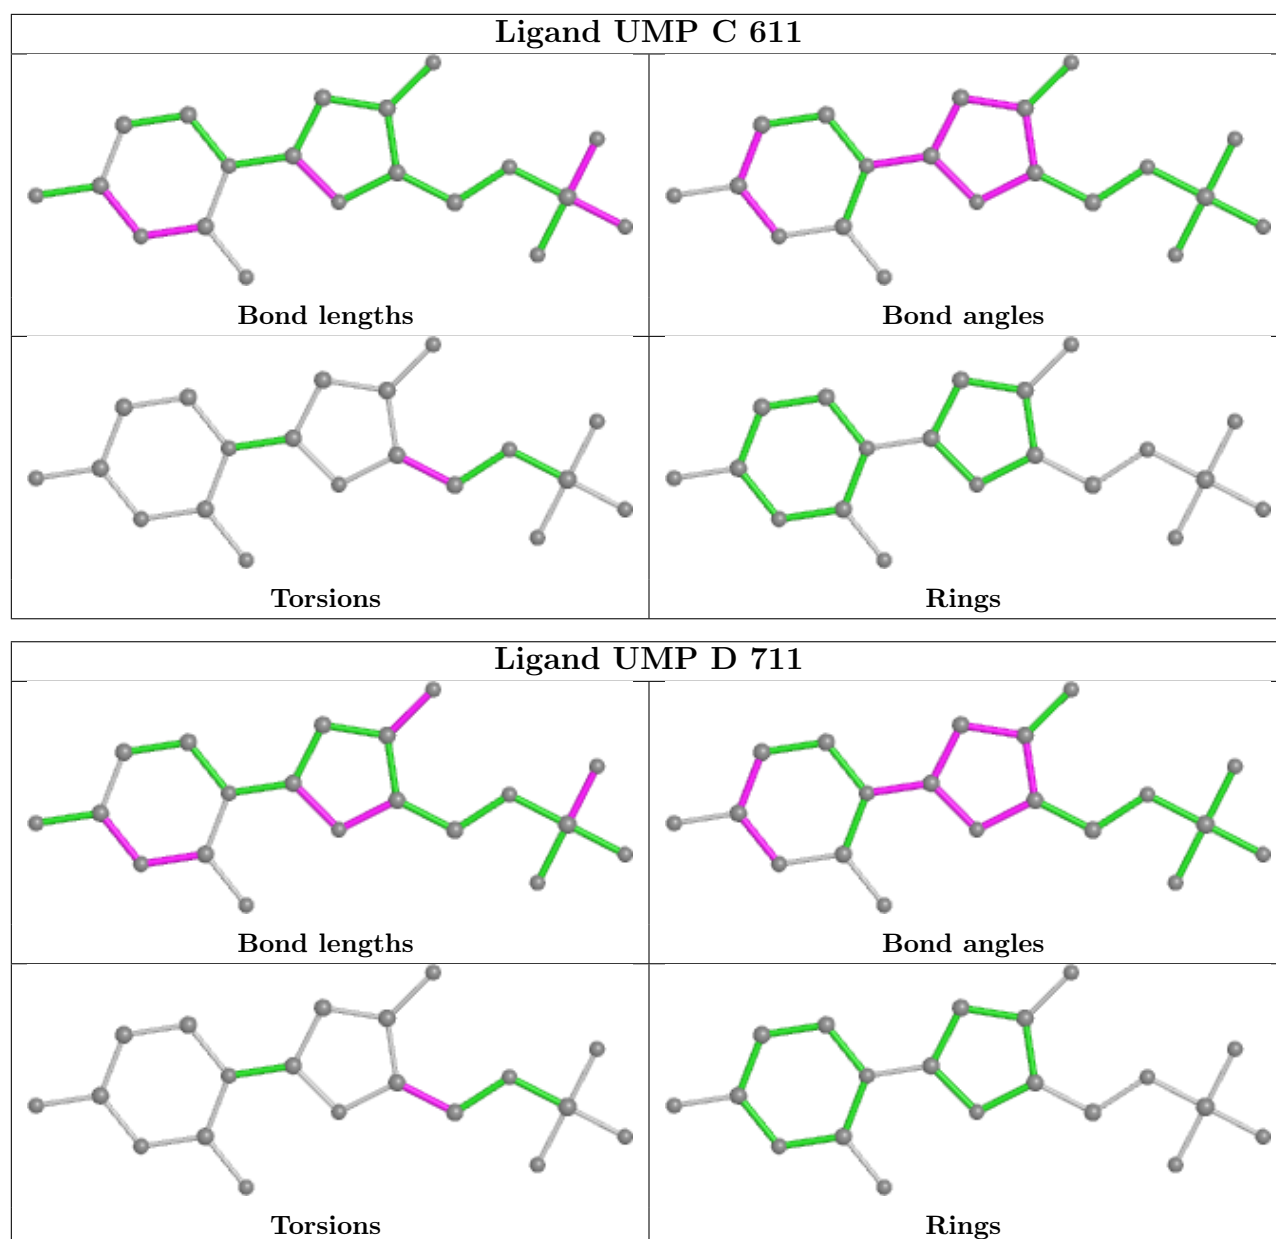 Ligand UMP C 611
Bond lengths
Bond angles
Torsions
Rings
Ligand UMP D 711
Bond lengths
Bond angles
Torsions
Rings